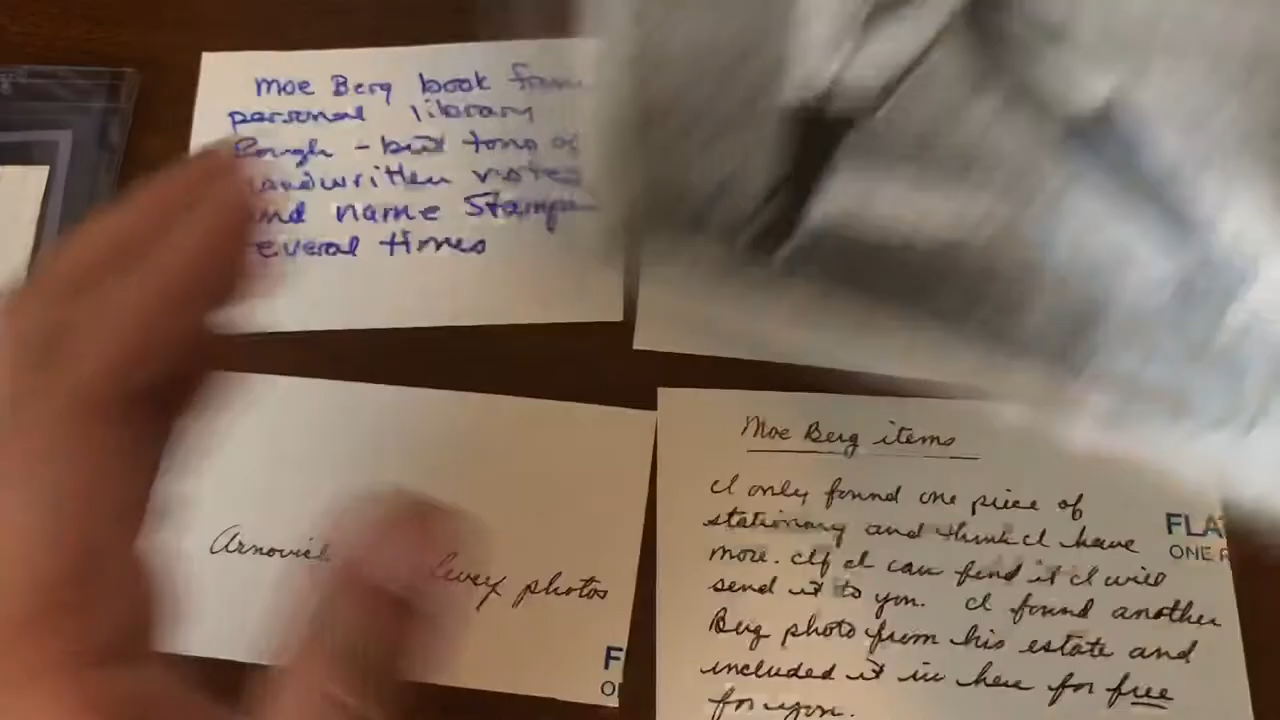 Moe Berg book from
personal library
Rough - but tons of
handwritten notes
and name Stamps
several times
Arnovich photos
Moe Berg items
I only found one piece of
stationary and think I have
more. If I can find it I will
send it to you. I found another
Berg photo from his estate and
included it in here for free
for you.
FLA
ONE
F